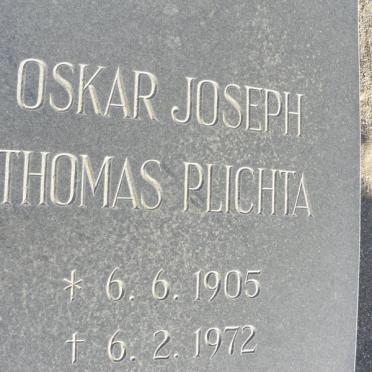 OSKAR JOSEPH
THOMAS PLICHTA
* 6. 6. 1905
† 6. 2. 1972